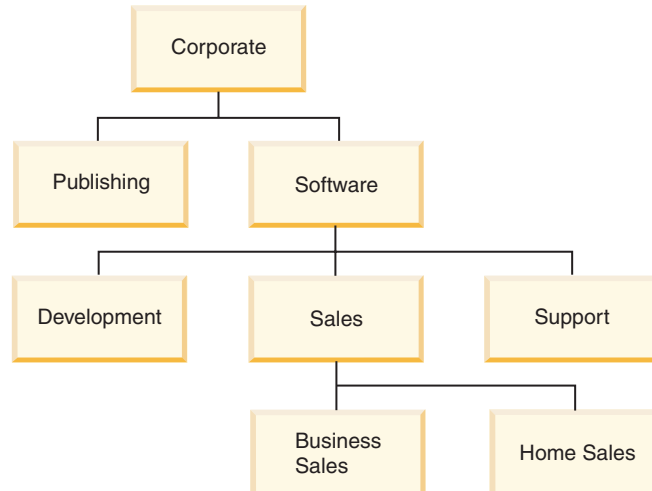 Corporate
Publishing
Software
Development
Sales
Support
Business
Sales
Home Sales